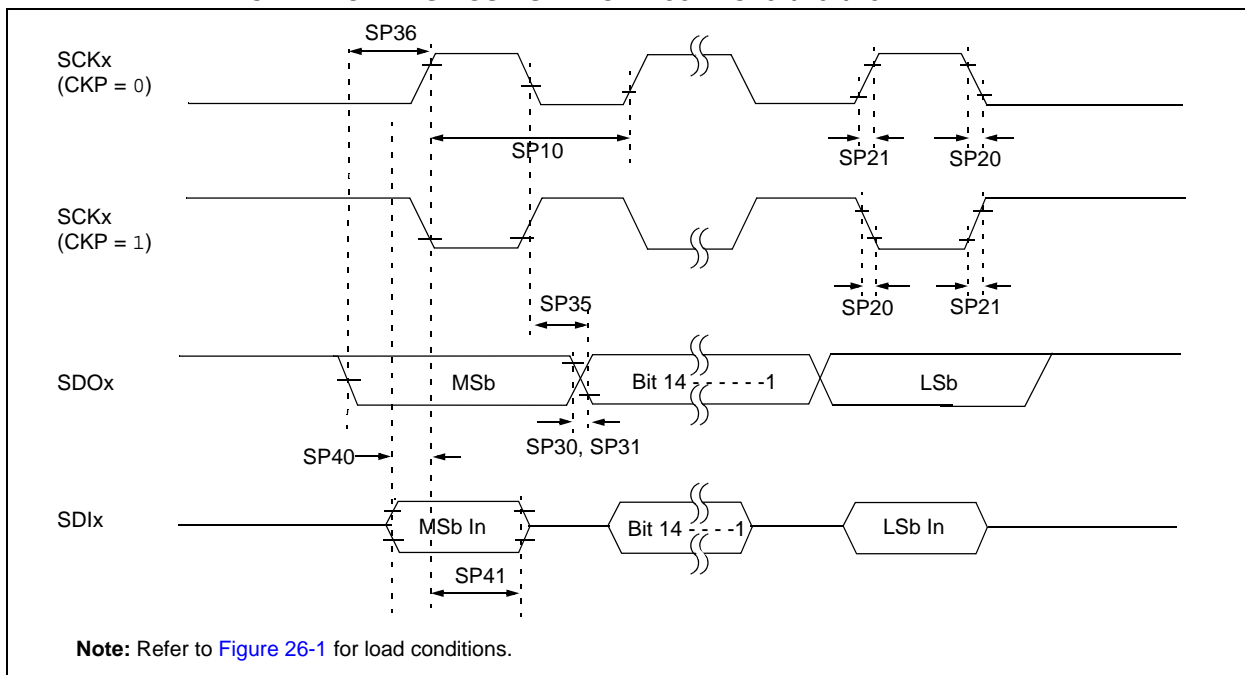 SP36
SCKx
(CKP = 0)
SP10
SP21
SP20
SCKx
(CKP = 1)
SP35
SP20
SP21
SDOx
MSb
Bit 14 - - - - - -1
LSb
SP40
SP30, SP31
SDIx
MSb In
Bit 14 - - - - -1
LSb In
SP41
Note: Refer to Figure 26-1 for load conditions.